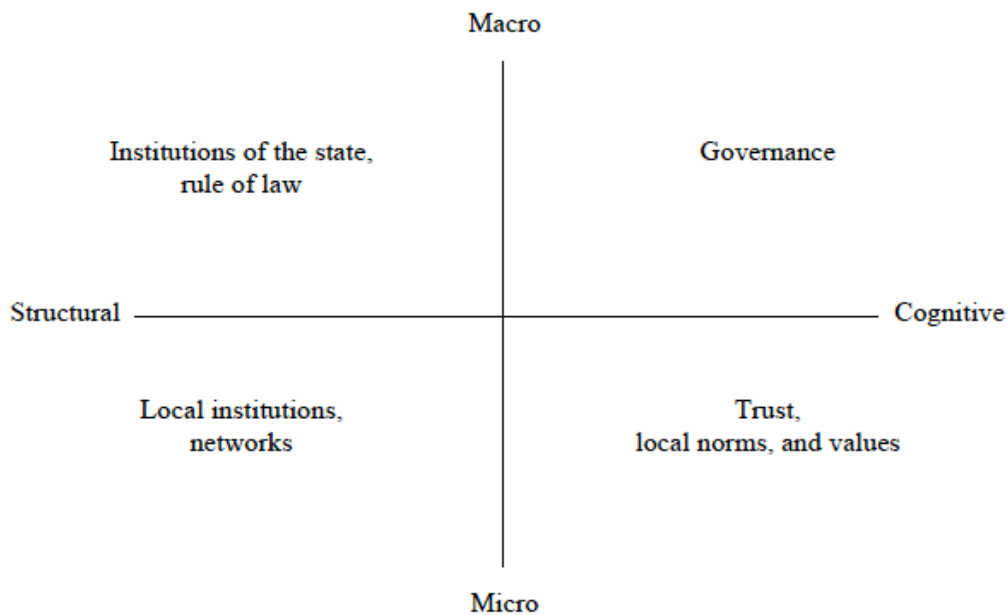 Macro
Institutions of the state,
rule of law
Governance
Structural
Cognitive
Local institutions,
networks
Trust,
local norms, and values
Micro